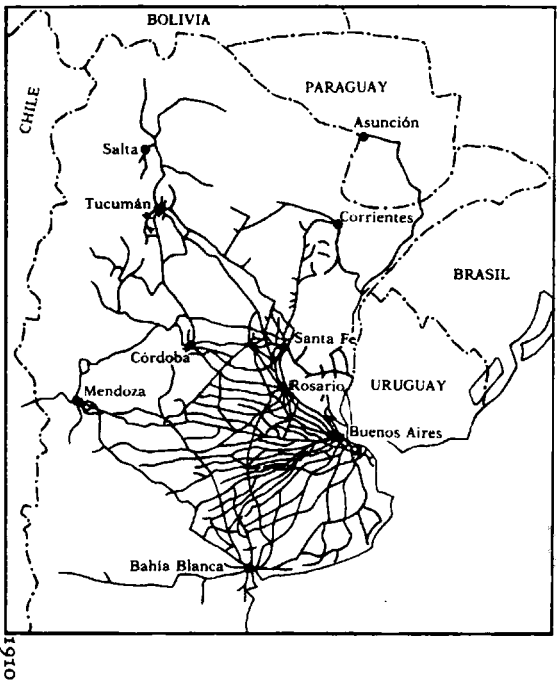 BOLIVIA
CHILE
PARAGUAY
Asunción
Salta
Tucumán
Corrientes
BRASIL
Santa Fe
Córdoba
Rosario
URUGUAY
Mendoza
Buenos Aires
Bahía Blanca
1910